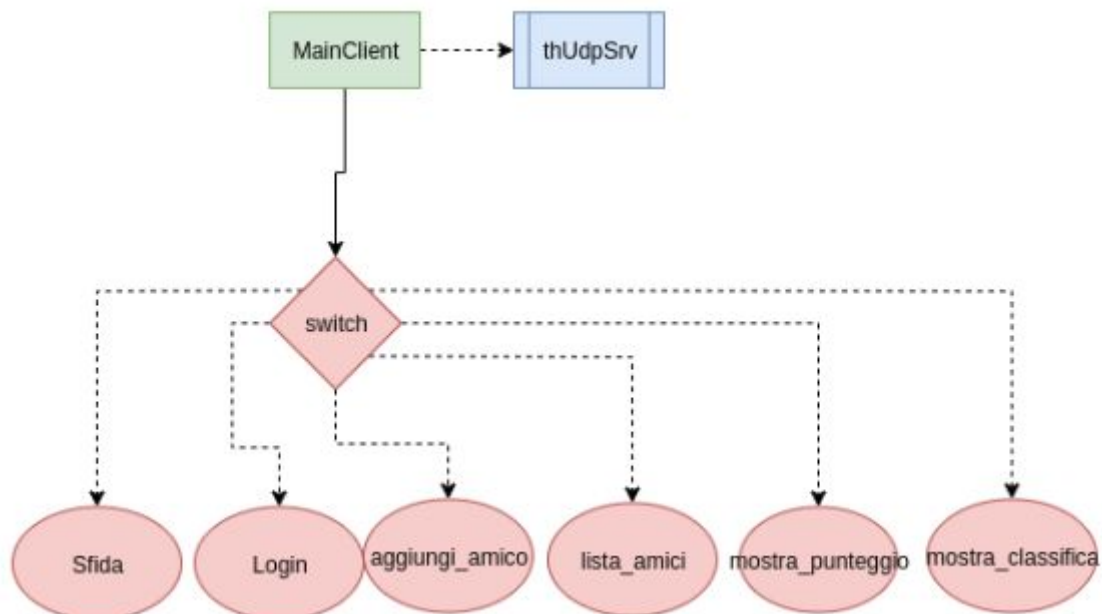 MainClient
thUdpSrv
switch
Sfida
Login
aggiungi_amico
lista_amici
mostra_punteggio
mostra_classifica